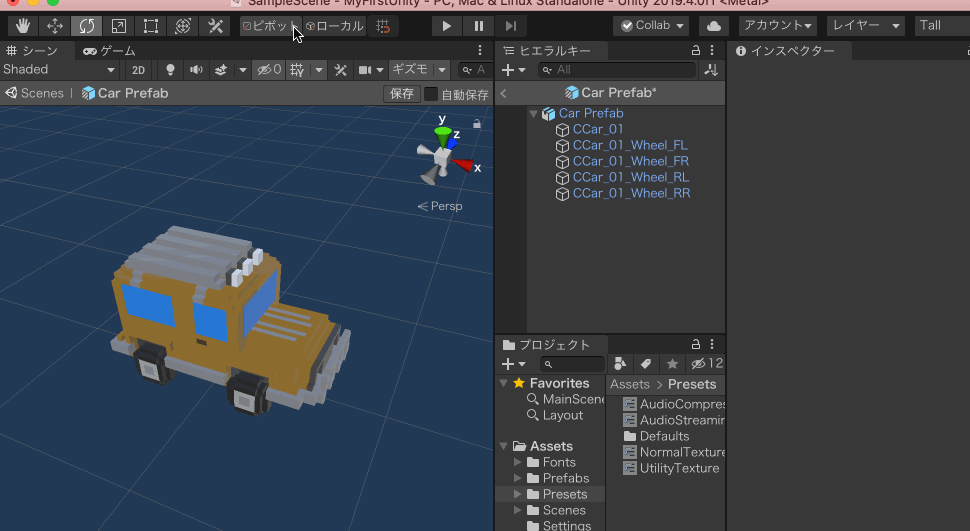 SampleScene - MyFirstUnity - PC, Mac & Linux Standalone - Unity 2019.4.0f1 <Metal>
ピボット ローカル Collab アカウント レイヤー Tall
シーン ゲーム
Shaded 2D 0 ギズモ A
Scenes Car Prefab 保存 自動保存
y
z
x
Persp
ヒエラルキー
All
Car Prefab*
Car Prefab
CCar_01
CCar_01_Wheel_FL
CCar_01_Wheel_FR
CCar_01_Wheel_RL
CCar_01_Wheel_RR
プロジェクト
12
Favorites
MainScene
Layout
Assets
Fonts
Prefabs
Presets
Scenes
Settings
Assets > Presets
AudioCompres
AudioStreamin
Defaults
NormalTexture
UtilityTexture
インスペクター